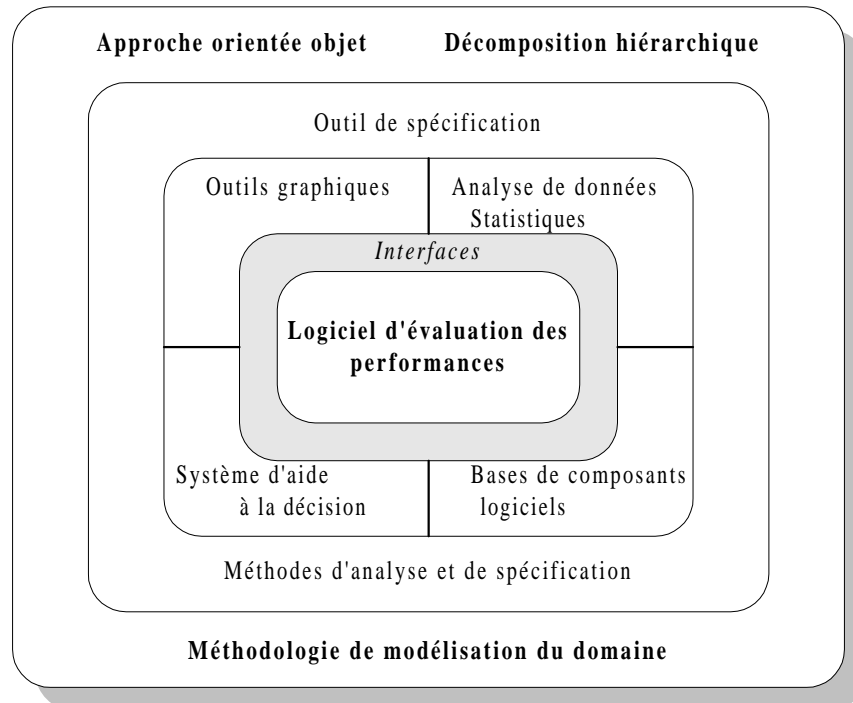 Approche orientée objet
Décomposition hiérarchique
Outil de spécification
Outils graphiques
Analyse de données
Statistiques
Interfaces
Logiciel d'évaluation des
performances
Système d'aide
à la décision
Bases de composants
logiciels
Méthodes d'analyse et de spécification
Méthodologie de modélisation du domaine